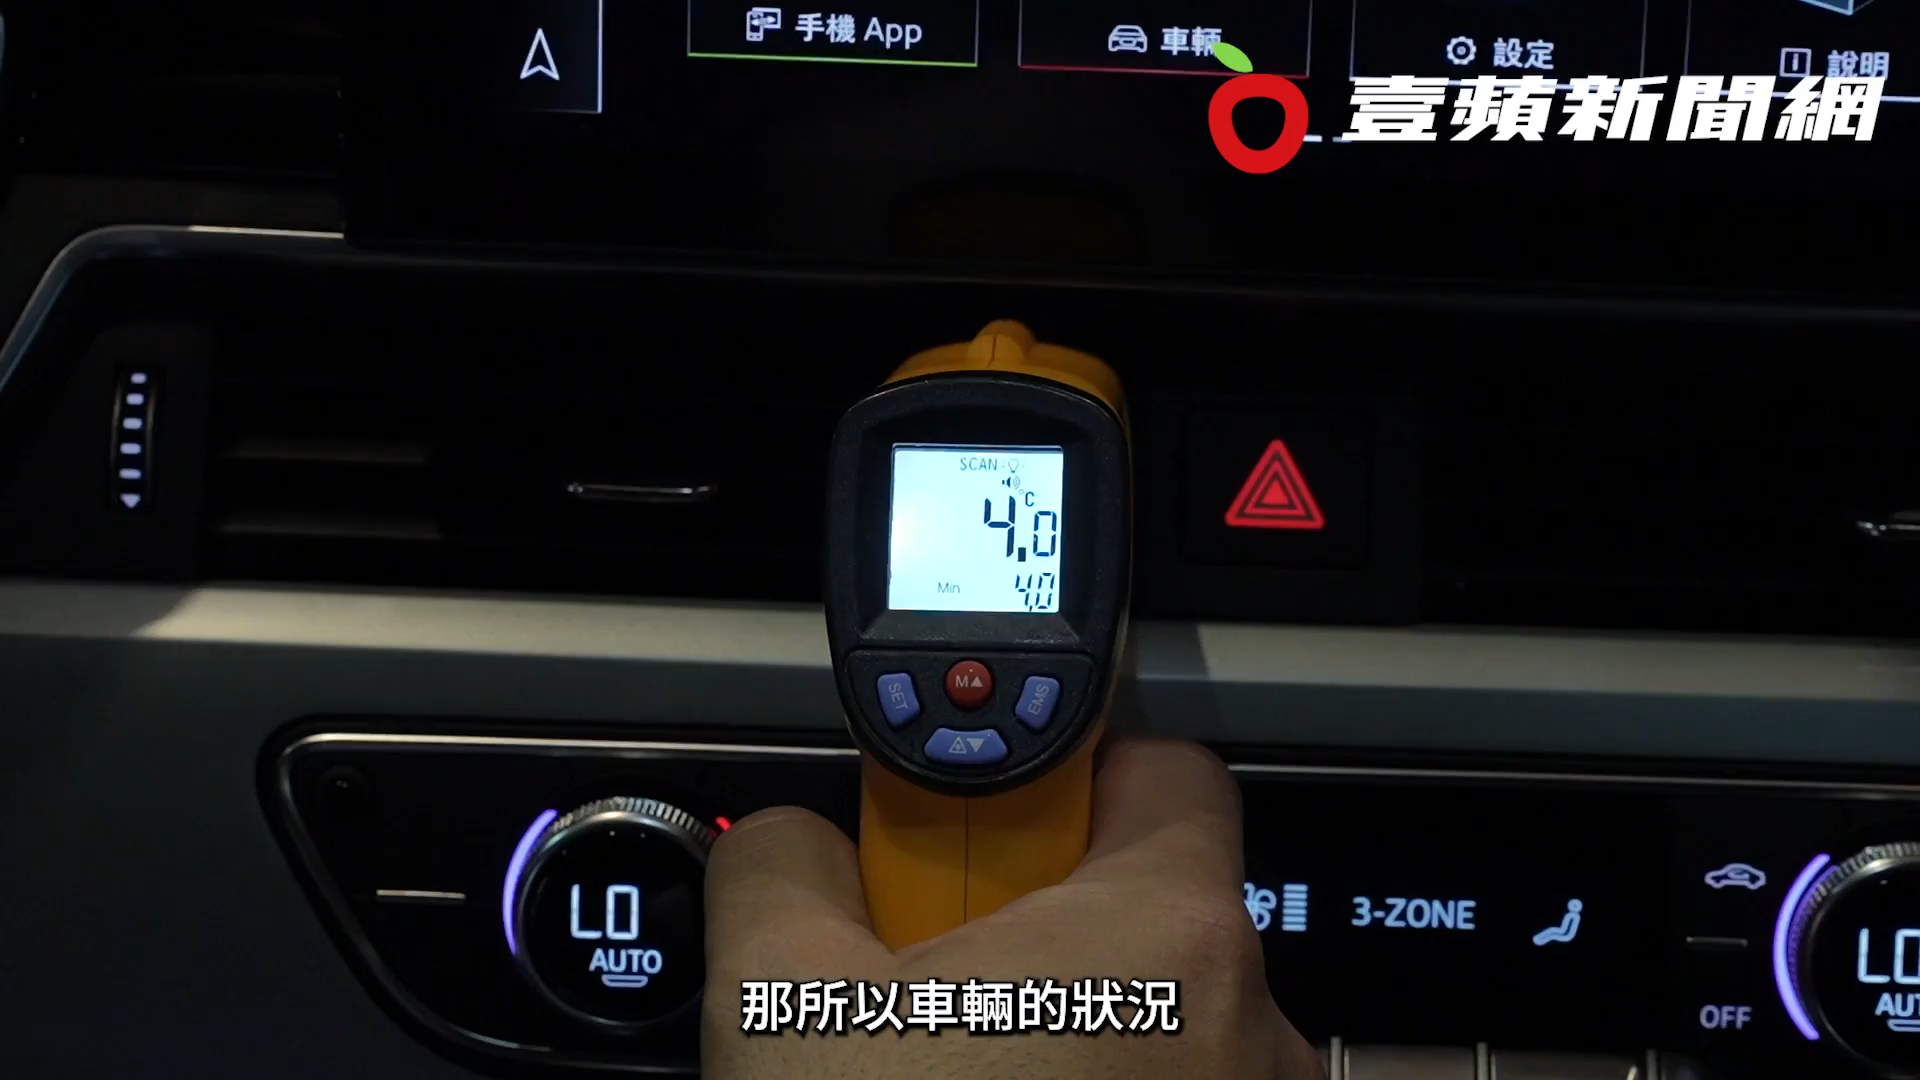 手機 App
車輛
設定
說明
壹蘋新聞網
SCAN
°C
4.0
Min 4.0
SET
M
EMS
LO
AUTO
3-ZONE
OFF
LO
那所以車輛的狀況